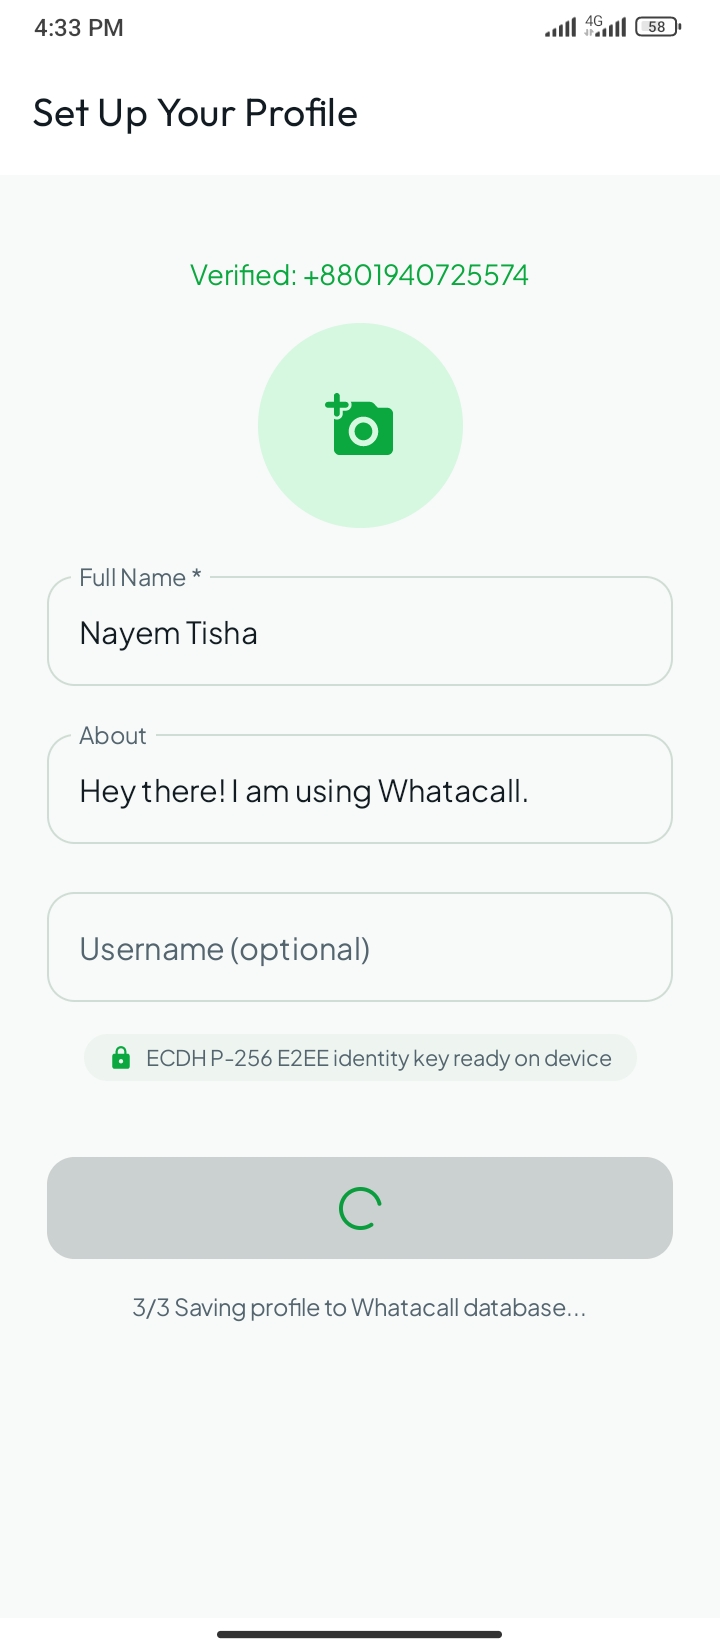 4:33 PM
4G
58
Set Up Your Profile
Verified: +8801940725574
Full Name *
Nayem Tisha
About
Hey there! I am using Whatacall.
Username (optional)
ECDH P-256 E2EE identity key ready on device
3/3 Saving profile to Whatacall database...